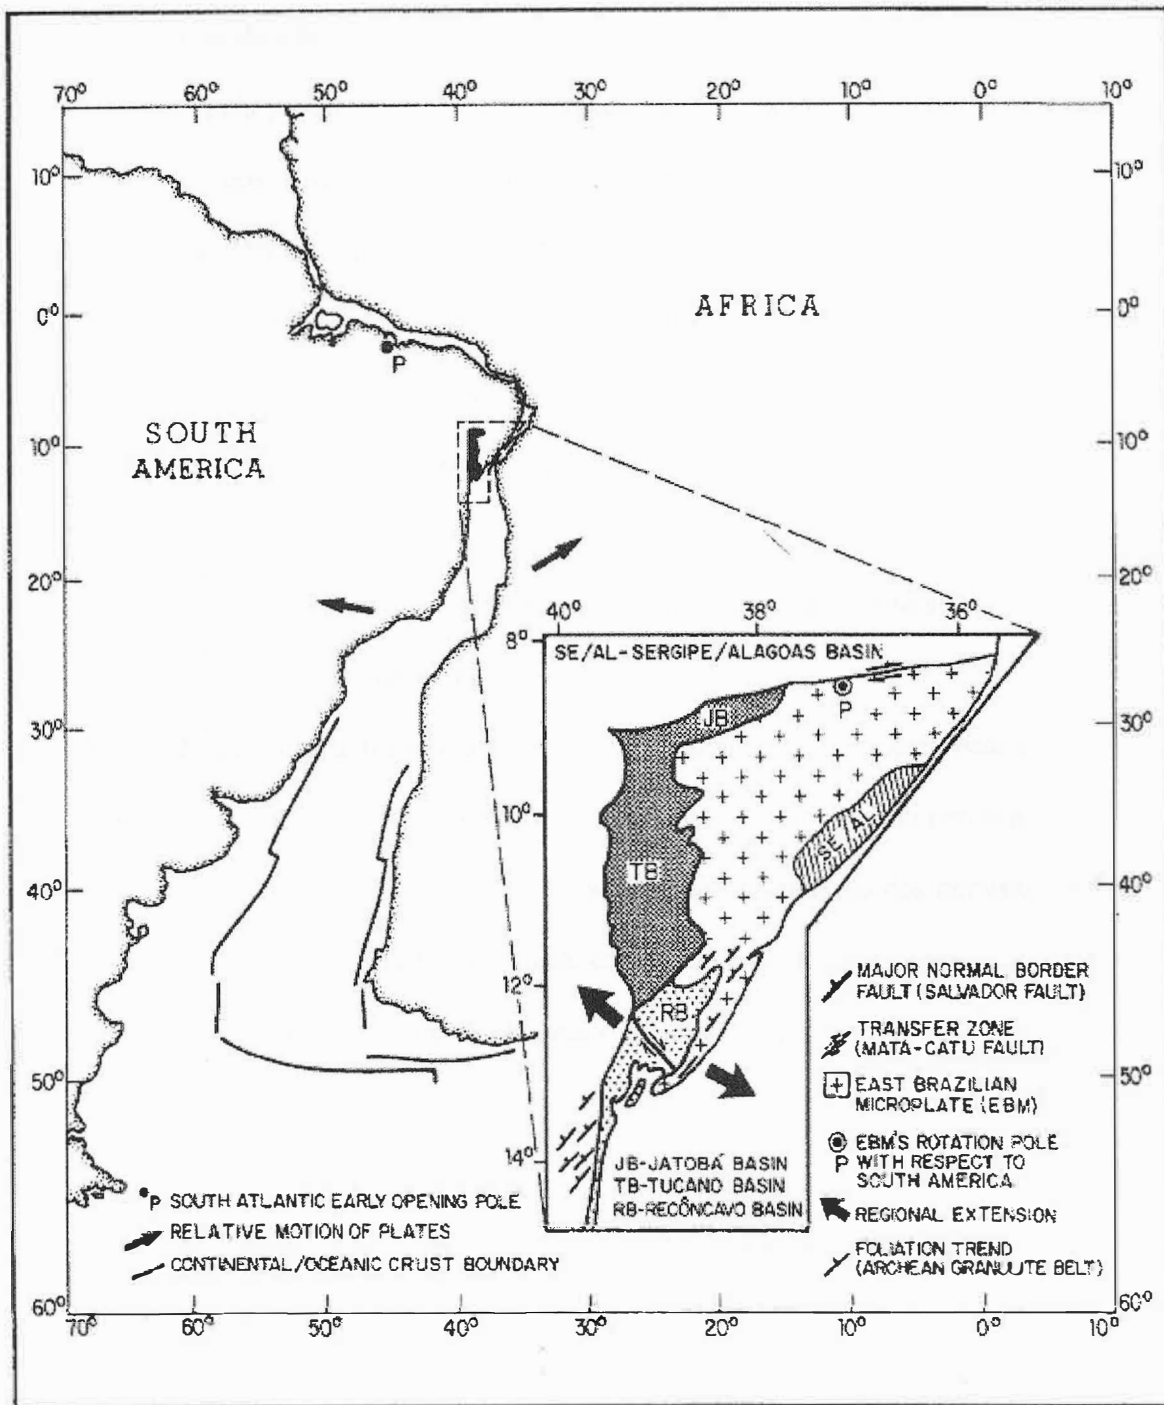 70° 60° 50° 40° 30° 20° 10° 0° 10°
10° 10°
0° 0°
AFRICA
P
SOUTH
AMERICA
10° 10°
20° 20°
30° 30°
40° 40°
50° 50°
60° 60°
70° 60° 50° 40° 30° 20° 10° 0° 10°
40° 38° 36°
8°
10°
12°
14°
SE/AL-SERGIPE/ALAGOAS BASIN
JB
P
SE/AL
TB
RB
JB-JATOBÁ BASIN
TB-TUCANO BASIN
RB-RECÔNCAVO BASIN
P SOUTH ATLANTIC EARLY OPENING POLE
RELATIVE MOTION OF PLATES
CONTINENTAL/OCEANIC CRUST BOUNDARY
MAJOR NORMAL BORDER
FAULT (SALVADOR FAULT)
TRANSFER ZONE
(MATA-CATU FAULT)
EAST BRAZILIAN
MICROPLATE (EBM)
EBM'S ROTATION POLE
P WITH RESPECT TO
SOUTH AMERICA
REGIONAL EXTENSION
FOLIATION TREND
(ARCHEAN GRANULITE BELT)